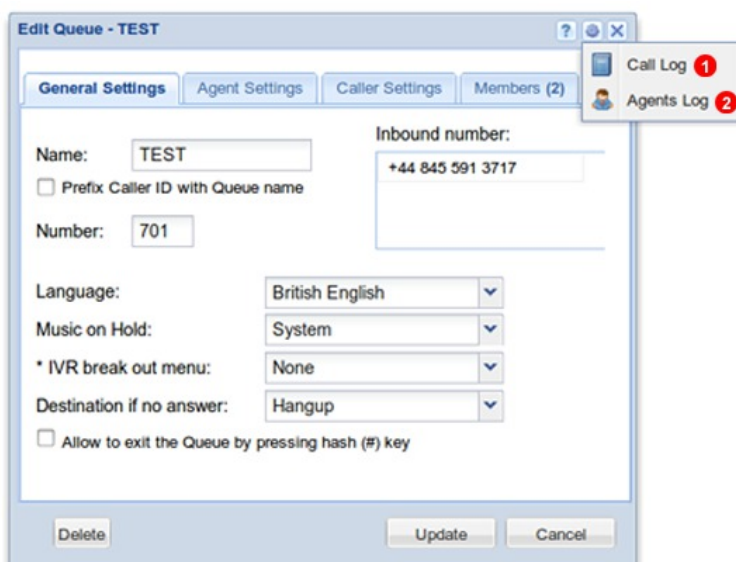 Edit Queue - TEST
?
Call Log 1
Agents Log 2
General Settings
Agent Settings
Caller Settings
Members (2)
Inbound number:
+44 845 591 3717
Name: TEST
Prefix Caller ID with Queue name
Number: 701
Language: British English
Music on Hold: System
* IVR break out menu: None
Destination if no answer: Hangup
Allow to exit the Queue by pressing hash (#) key
Delete
Update
Cancel